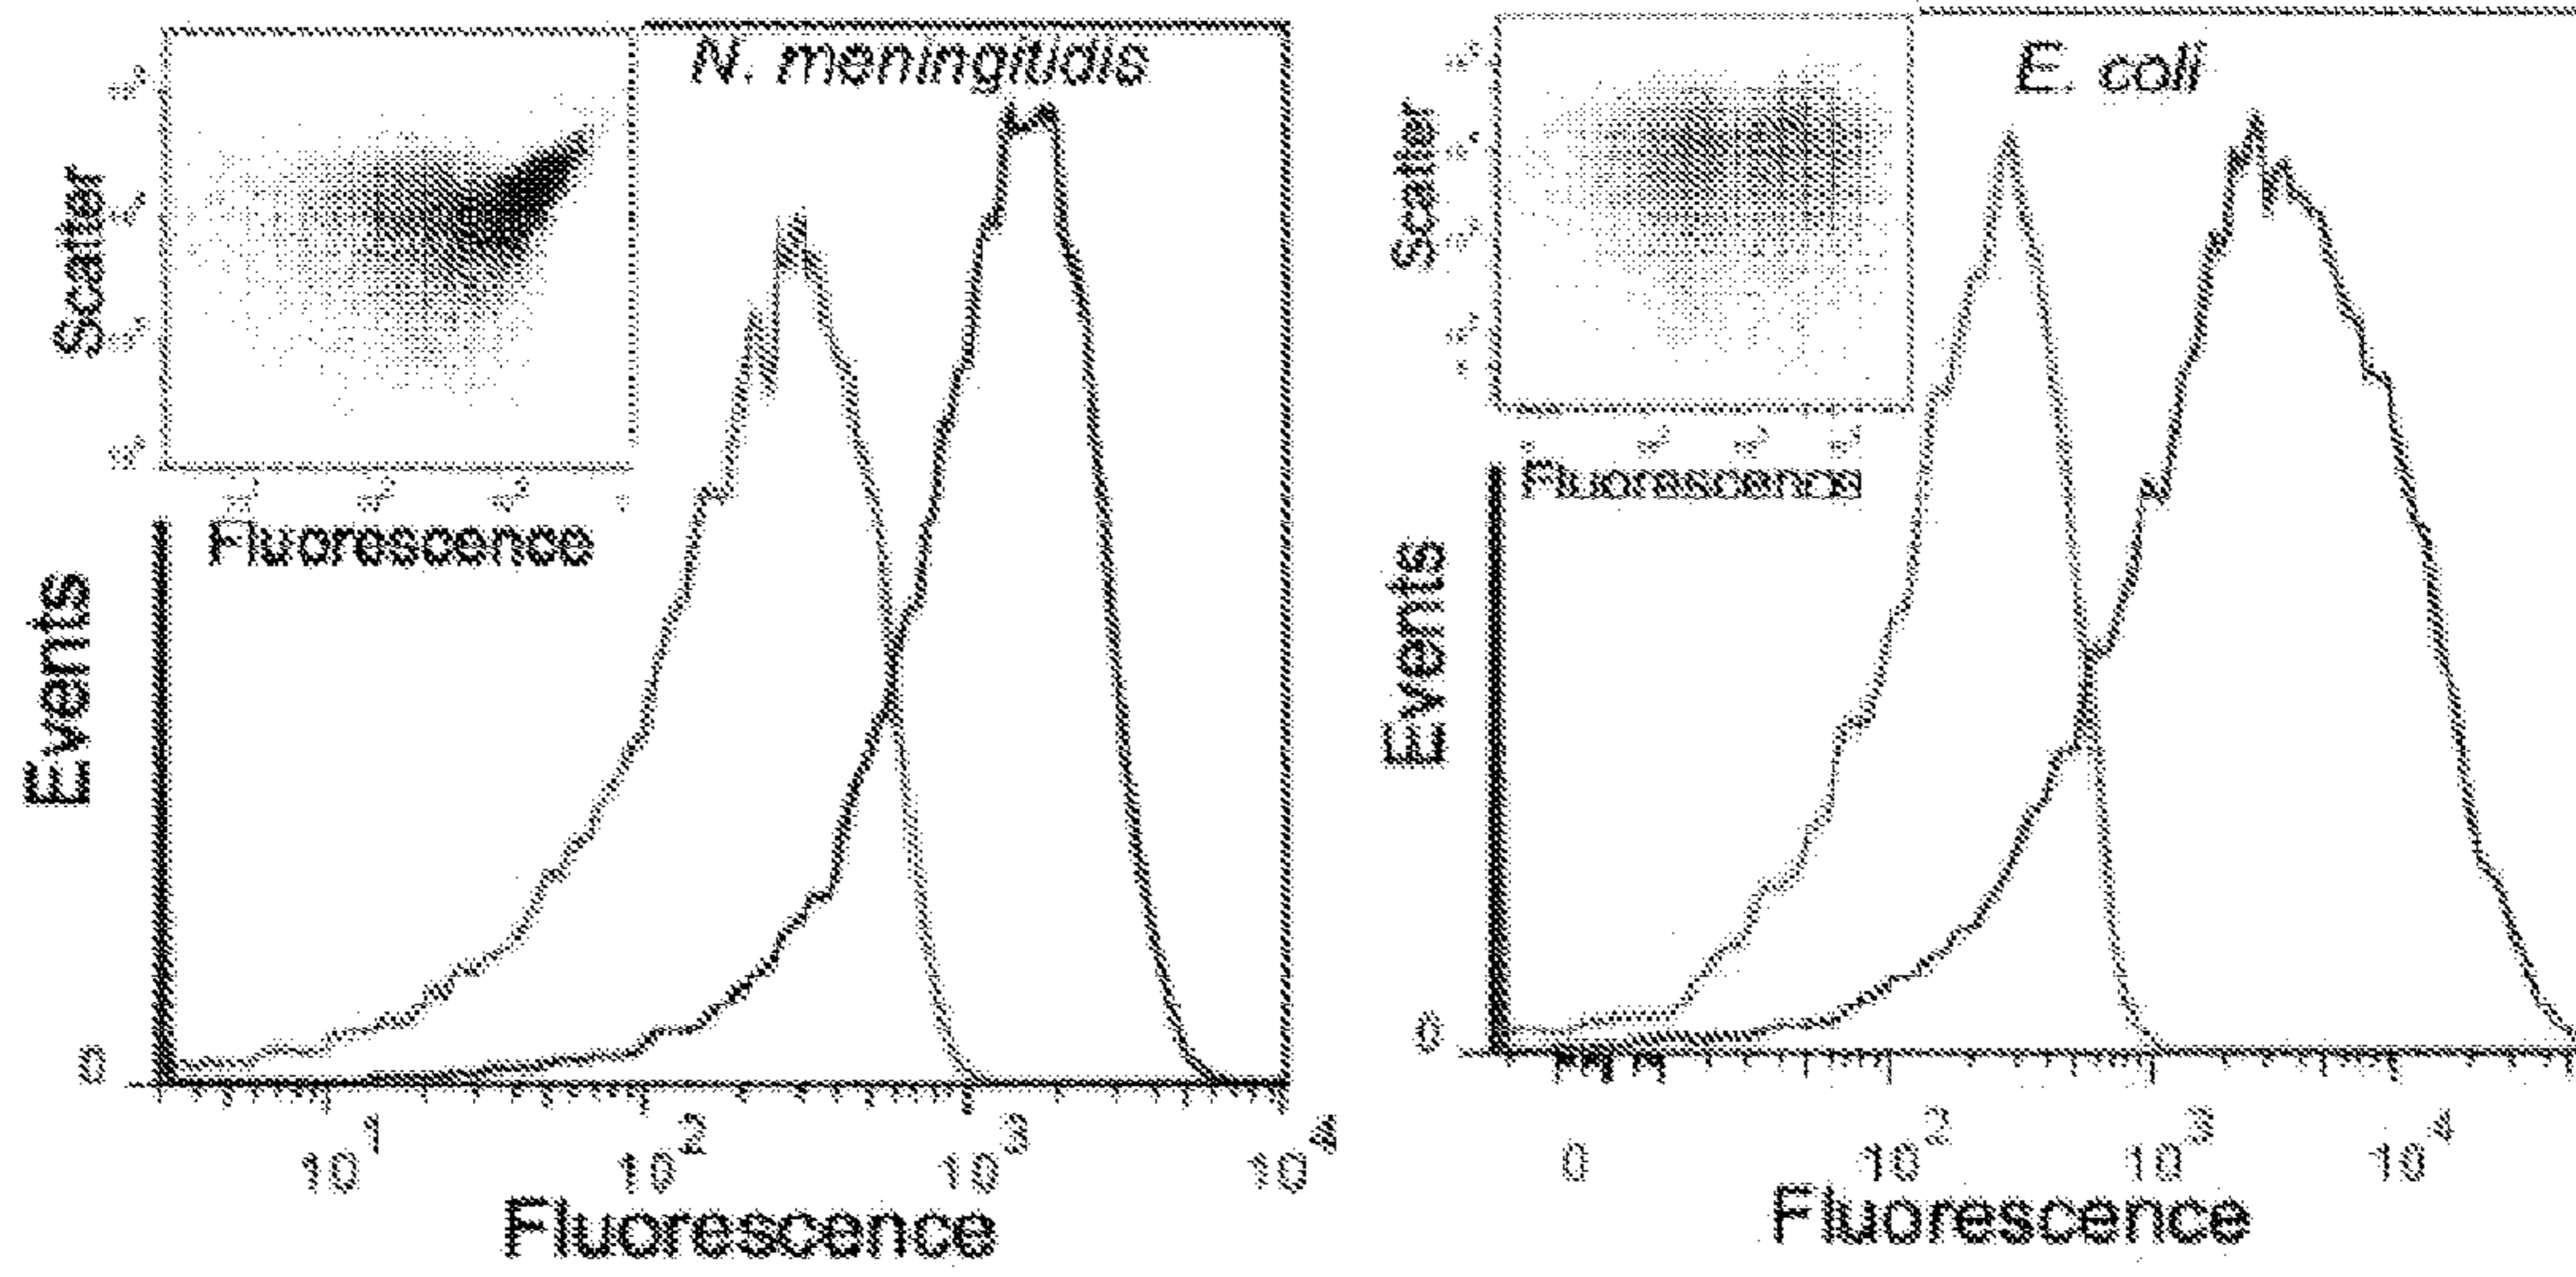 N. meningitidis
Scatter
Fluorescence
Events
0
10^1 10^2 10^3 10^4
Fluorescence
E. coli
Scatter
Fluorescence
Events
0
0 10^2 10^3 10^4
Fluorescence